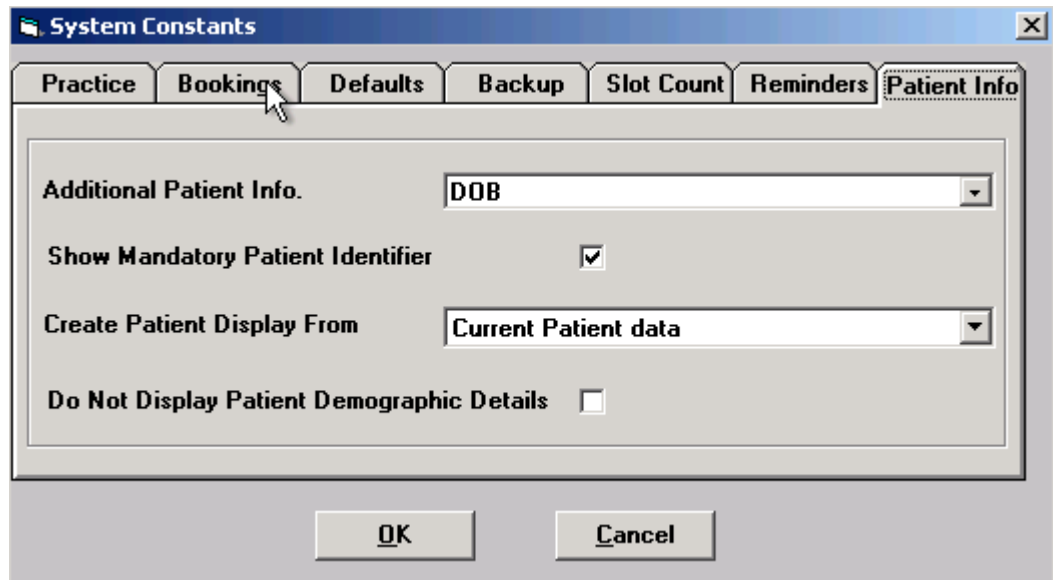 System Constants
Practice Bookings Defaults Backup Slot Count Reminders Patient Info
Additional Patient Info. DOB
Show Mandatory Patient Identifier
Create Patient Display From Current Patient data
Do Not Display Patient Demographic Details
OK Cancel